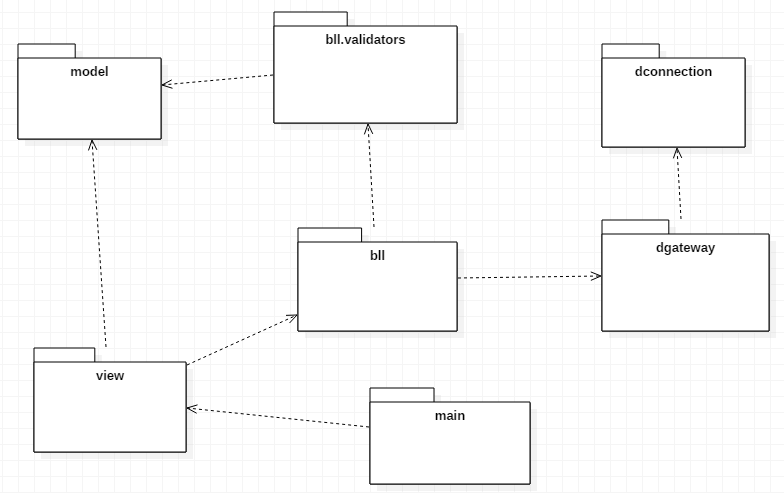 bll.validators
model
dconnection
dgateway
bll
view
main